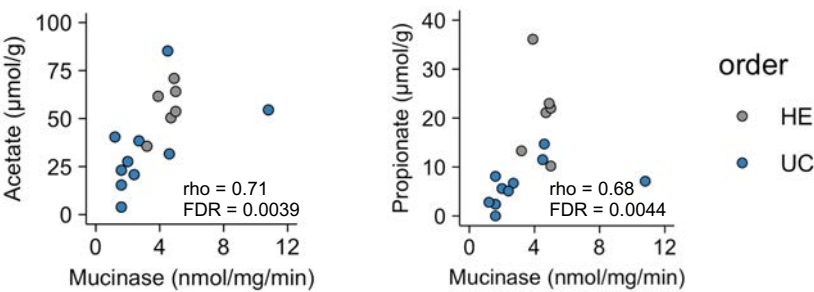 100
75
50
25
0
Acetate (µmol/g)
rho = 0.71
FDR = 0.0039
0 4 8 12
Mucinase (nmol/mg/min)
40
30
20
10
0
Propionate (µmol/g)
rho = 0.68
FDR = 0.0044
0 4 8 12
Mucinase (nmol/mg/min)
order
HE
UC